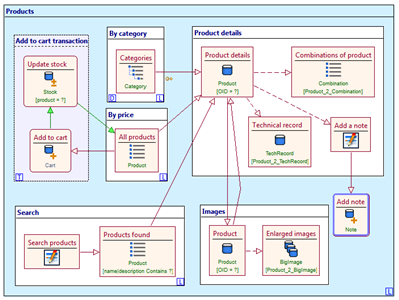 Products
Add to cart transaction
Update stock
Stock
[product = ?]
Add to cart
Cart
T
By category
Categories
Category
D
L
By price
All products
Product
L
Product details
Product details
Product
[OID = ?]
Combinations of product
Combination
[Product_2_Combination]
Technical record
TechRecord
[Product_2_TechRecord]
Add a note
Add note
Note
Search
Search products
Products found
Product
[name|description Contains ?]
L
Images
Product
Product
[OID = ?]
Enlarged images
BigImage
[Product_2_BigImage]
L
L